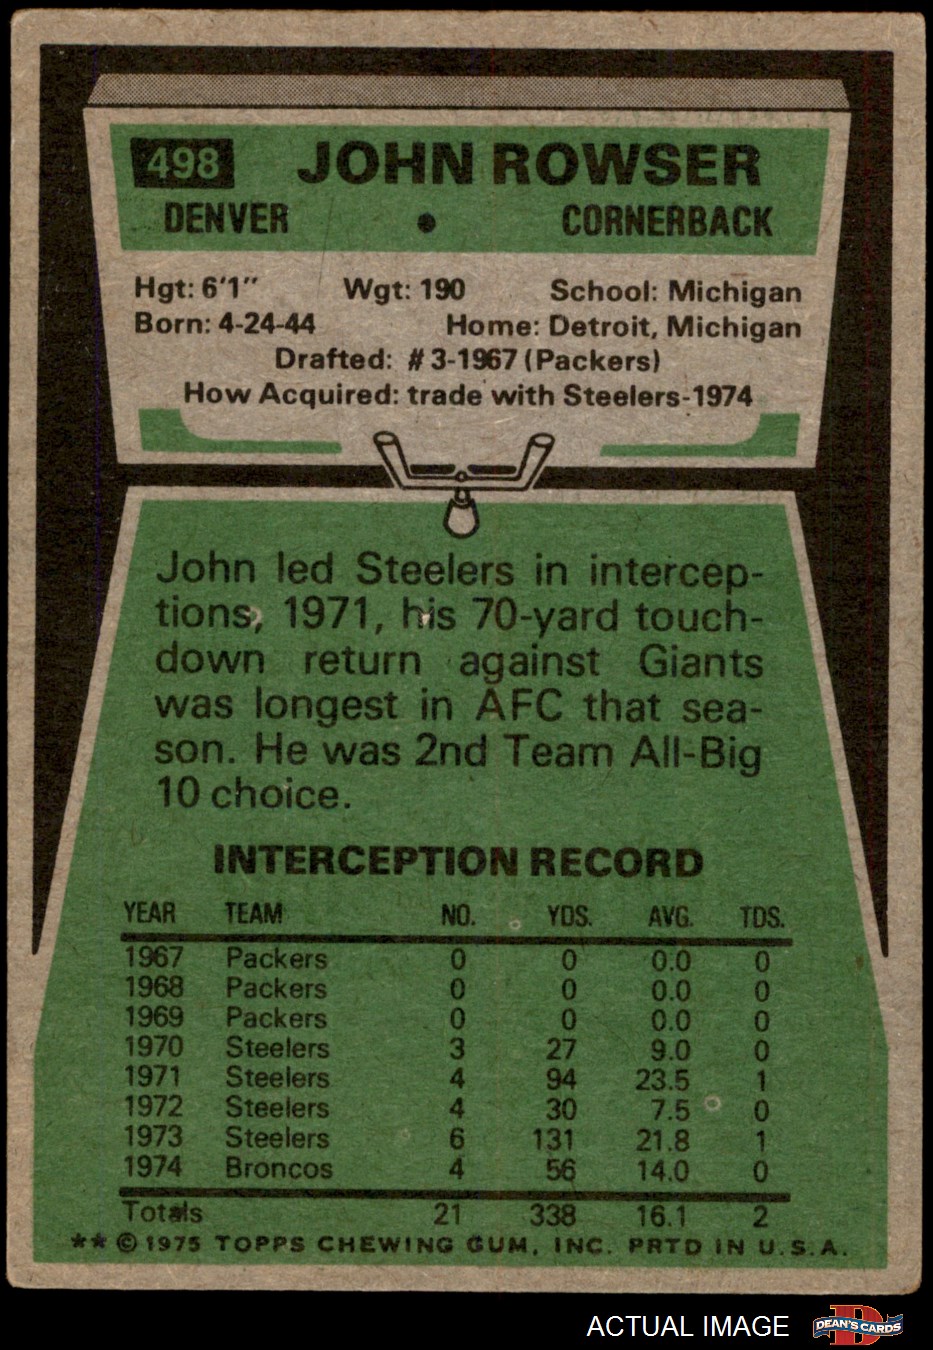 498 JOHN ROWSER
DENVER • CORNERBACK
Hgt: 6'1" Wgt: 190 School: Michigan
Born: 4-24-44 Home: Detroit, Michigan
Drafted: #3-1967 (Packers)
How Acquired: trade with Steelers-1974
John led Steelers in intercep-
tions, 1971, his 70-yard touch-
down return against Giants
was longest in AFC that sea-
son. He was 2nd Team All-Big
10 choice.
INTERCEPTION RECORD
YEAR TEAM NO. YDS. AVG. TDS.
1967 Packers 0 0 0.0 0
1968 Packers 0 0 0.0 0
1969 Packers 0 0 0.0 0
1970 Steelers 3 27 9.0 0
1971 Steelers 4 94 23.5 1
1972 Steelers 4 30 7.5 0
1973 Steelers 6 131 21.8 1
1974 Broncos 4 56 14.0 0
Totals 21 338 16.1 2
** © 1975 TOPPS CHEWING GUM, INC. PRTD IN U.S.A.
ACTUAL IMAGE D DEAN'S CARDS